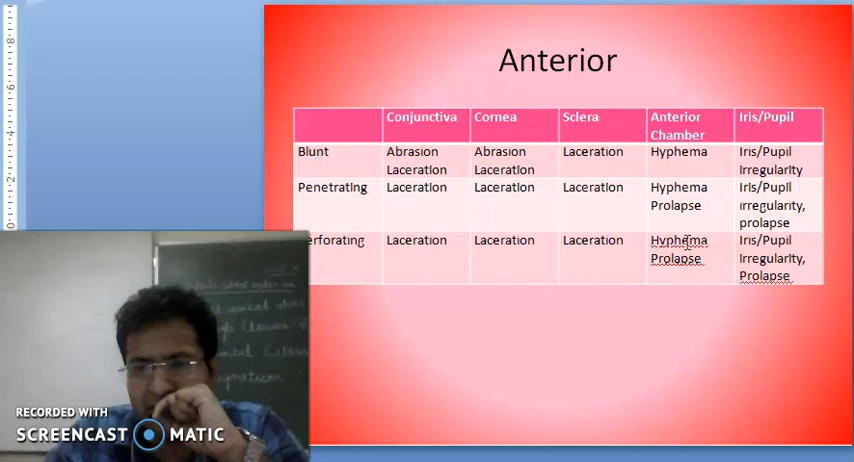 Anterior
Conjunctiva Cornea Sclera Anterior Chamber Iris/Pupil
Blunt Abrasion Laceration Abrasion Laceration Laceration Hyphema Iris/Pupil Irregularity
Penetrating Laceration Laceration Laceration Hyphema Prolapse Iris/Pupil irregularity, prolapse
erforating Laceration Laceration Laceration Hyphema Prolapse Iris/Pupil Irregularity, Prolapse
RECORDED WITH
SCREENCAST MATIC